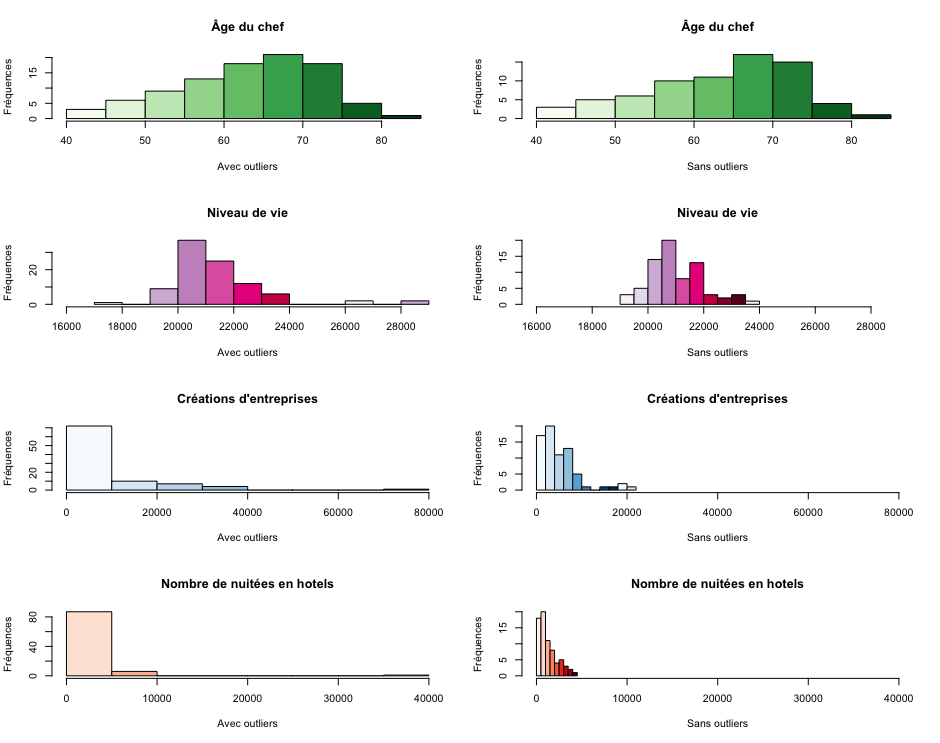 Âge du chef
Fréquences
0 5 15
40 50 60 70 80
Avec outliers
Âge du chef
Fréquences
0 5 10
40 50 60 70 80
Sans outliers
Niveau de vie
Fréquences
0 20
16000 18000 20000 22000 24000 26000 28000
Avec outliers
Niveau de vie
Fréquences
0 5 15
16000 18000 20000 22000 24000 26000 28000
Sans outliers
Créations d'entreprises
Fréquences
0 20 50
0 20000 40000 60000 80000
Avec outliers
Créations d'entreprises
Fréquences
0 5 15
0 20000 40000 60000 80000
Sans outliers
Nombre de nuitées en hotels
Fréquences
0 40 80
0 10000 20000 30000 40000
Avec outliers
Nombre de nuitées en hotels
Fréquences
0 5 15
0 10000 20000 30000 40000
Sans outliers